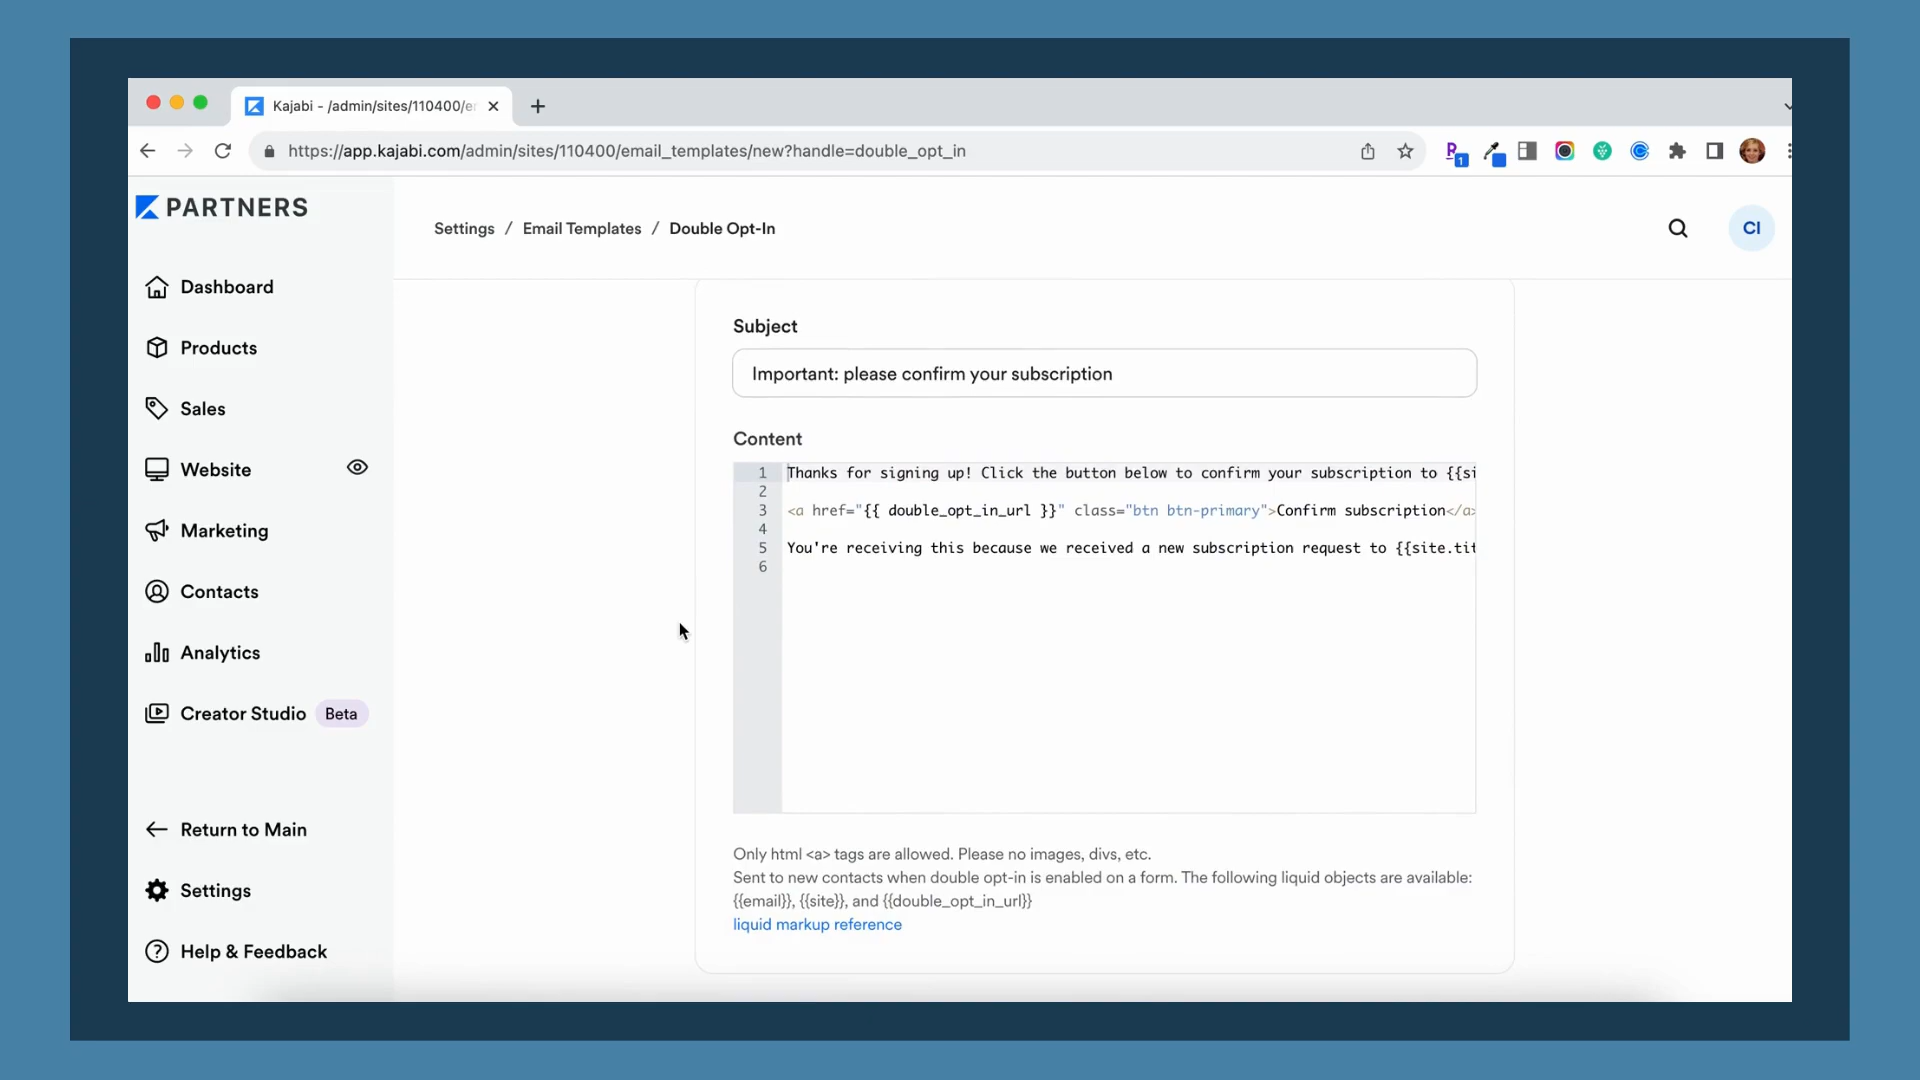 Kajabi - /admin/sites/110400/e
https://app.kajabi.com/admin/sites/110400/email_templates/new?handle=double_opt_in
1
PARTNERS
Settings / Email Templates / Double Opt-In
CI
Dashboard
Products
Sales
Website
Marketing
Contacts
Analytics
Creator Studio Beta
Return to Main
Settings
Help & Feedback
Subject
Important: please confirm your subscription
Content
1 Thanks for signing up! Click the button below to confirm your subscription to {{si
2
3 <a href="{{ double_opt_in_url }}" class="btn btn-primary">Confirm subscription</a>
4
5 You're receiving this because we received a new subscription request to {{site.tit
6
Only html <a> tags are allowed. Please no images, divs, etc.
Sent to new contacts when double opt-in is enabled on a form. The following liquid objects are available:
{{email}}, {{site}}, and {{double_opt_in_url}}
liquid markup reference